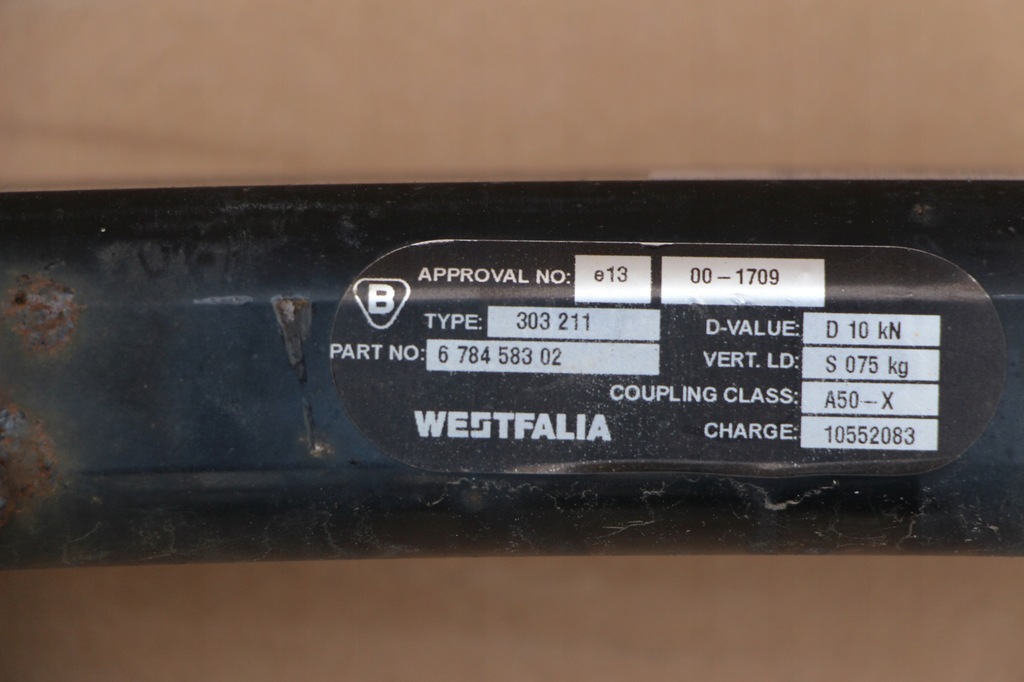 APPROVAL NO: e13 00-1709
B
TYPE: 303 211
D-VALUE: D 10 kN
PART NO: 6 784 583 02
VERT. LD: S 075 kg
COUPLING CLASS: A50-X
WESTFALIA
CHARGE: 10552083